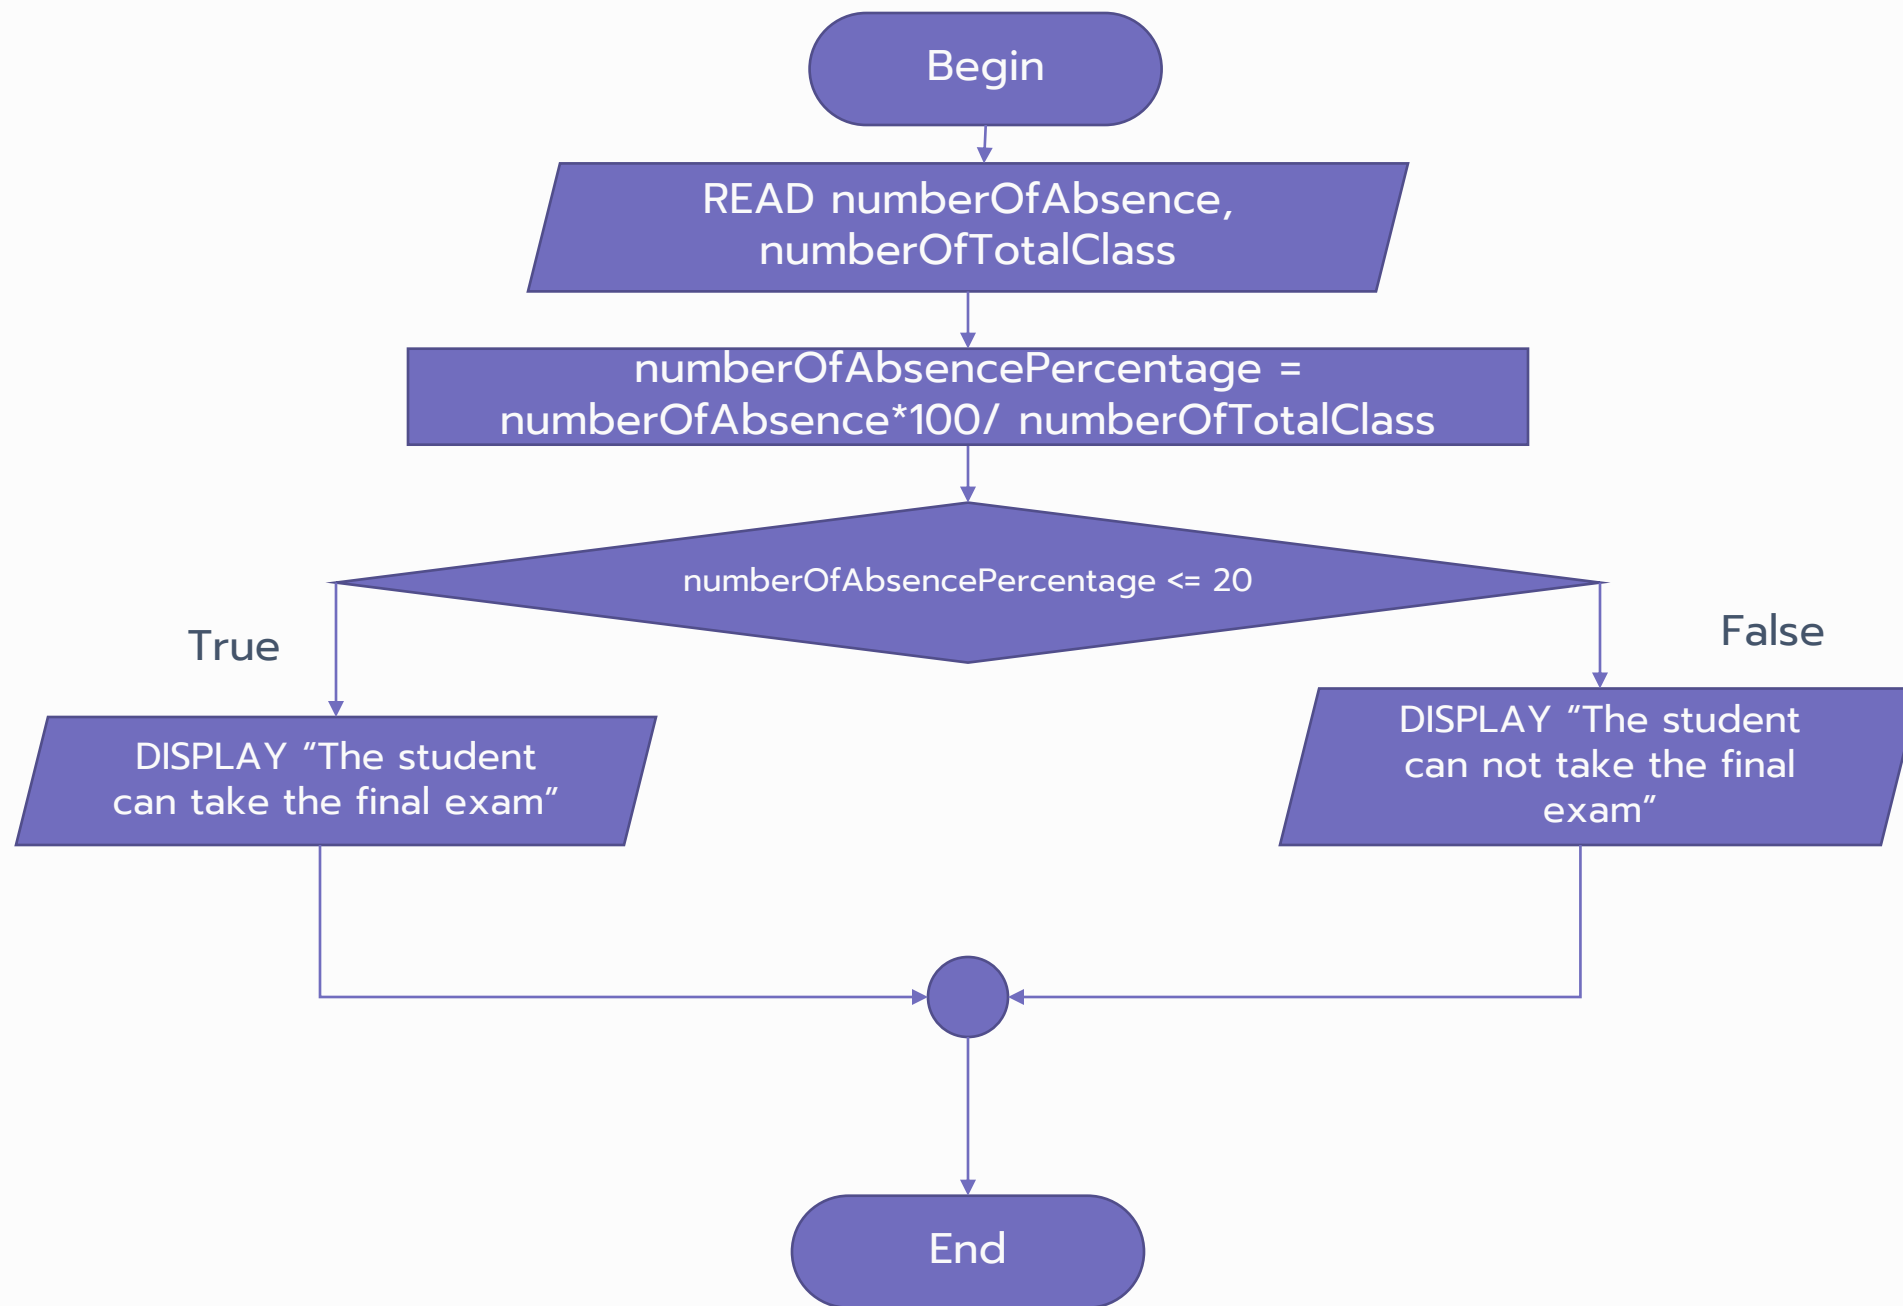 Begin
READ numberOfAbsence,
numberOfTotalClass
numberOfAbsencePercentage =
numberOfAbsence*100/ numberOfTotalClass
numberOfAbsencePercentage <= 20
True
False
DISPLAY “The student
can take the final exam”
DISPLAY “The student
can not take the final
exam”
End